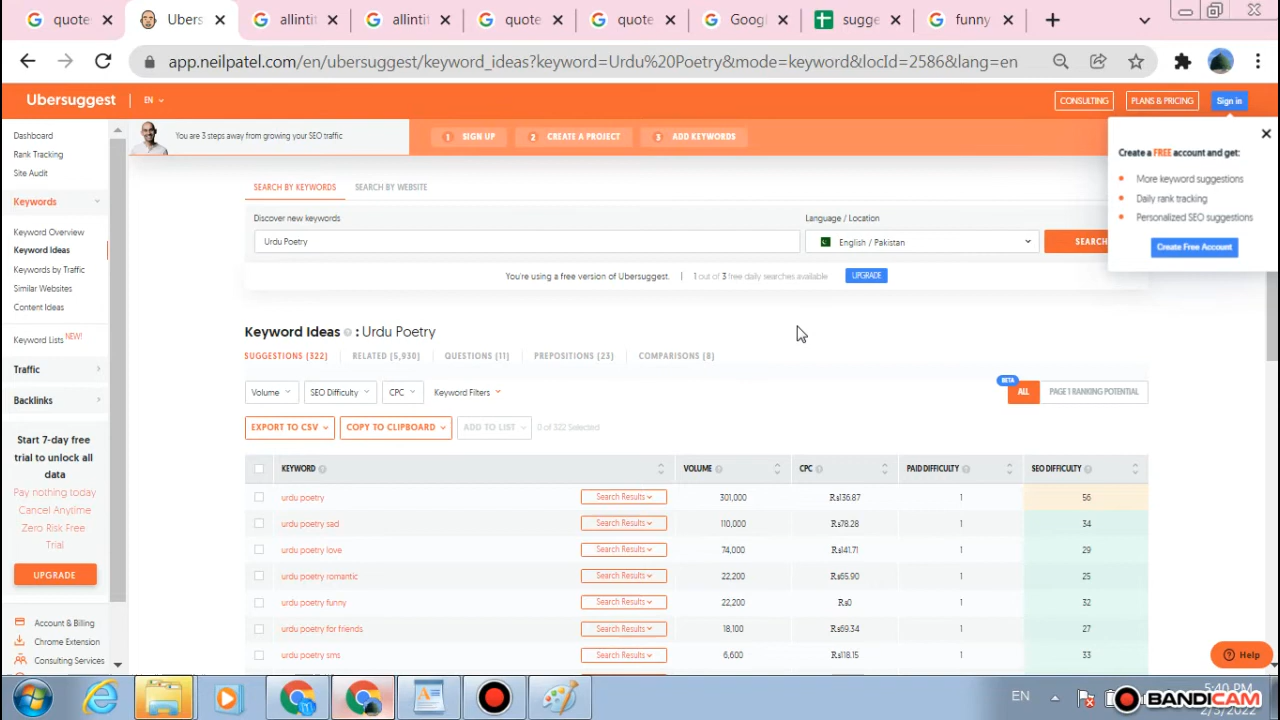 quote
Ubers
allintit
allintit
quote
quote
Googl
sugge
funny
app.neilpatel.com/en/ubersuggest/keyword_ideas?keyword=Urdu%20Poetry&mode=keyword&locId=2586&lang=en
Ubersuggest
EN
CONSULTING
PLANS & PRICING
Sign in
You are 3 steps away from growing your SEO traffic
1 SIGN UP
2 CREATE A PROJECT
3 ADD KEYWORDS
Create a FREE account and get:
More keyword suggestions
Daily rank tracking
Personalized SEO suggestions
Create Free Account
Dashboard
Rank Tracking
Site Audit
Keywords
Keyword Overview
Keyword Ideas
Keywords by Traffic
Similar Websites
Content Ideas
Keyword Lists NEW!
Traffic
Backlinks
Start 7-day free
trial to unlock all
data
Pay nothing today
Cancel Anytime
Zero Risk Free
Trial
UPGRADE
Account & Billing
Chrome Extension
Consulting Services
SEARCH BY KEYWORDS
SEARCH BY WEBSITE
Discover new keywords
Language / Location
Urdu Poetry
English / Pakistan
SEARCH
You're using a free version of Ubersuggest.
1 out of 3 free daily searches available
UPGRADE
Keyword Ideas ? : Urdu Poetry
SUGGESTIONS (322)
RELATED (5,930)
QUESTIONS (11)
PREPOSITIONS (23)
COMPARISONS (8)
Volume
SEO Difficulty
CPC
Keyword Filters
BETA
ALL
PAGE 1 RANKING POTENTIAL
EXPORT TO CSV
COPY TO CLIPBOARD
ADD TO LIST
0 of 322 Selected
KEYWORD ? VOLUME ? CPC ? PAID DIFFICULTY ? SEO DIFFICULTY ?
urdu poetry Search Results 301,000 Rs136.87 1 56
urdu poetry sad Search Results 110,000 Rs78.28 1 34
urdu poetry love Search Results 74,000 Rs141.71 1 29
urdu poetry romantic Search Results 22,200 Rs65.90 1 25
urdu poetry funny Search Results 22,200 Rs0 1 32
urdu poetry for friends Search Results 18,100 Rs69.34 1 27
urdu poetry sms Search Results 6,600 Rs118.15 1 33
? Help
EN
5:40 PM
2/5/2022
BANDICAM